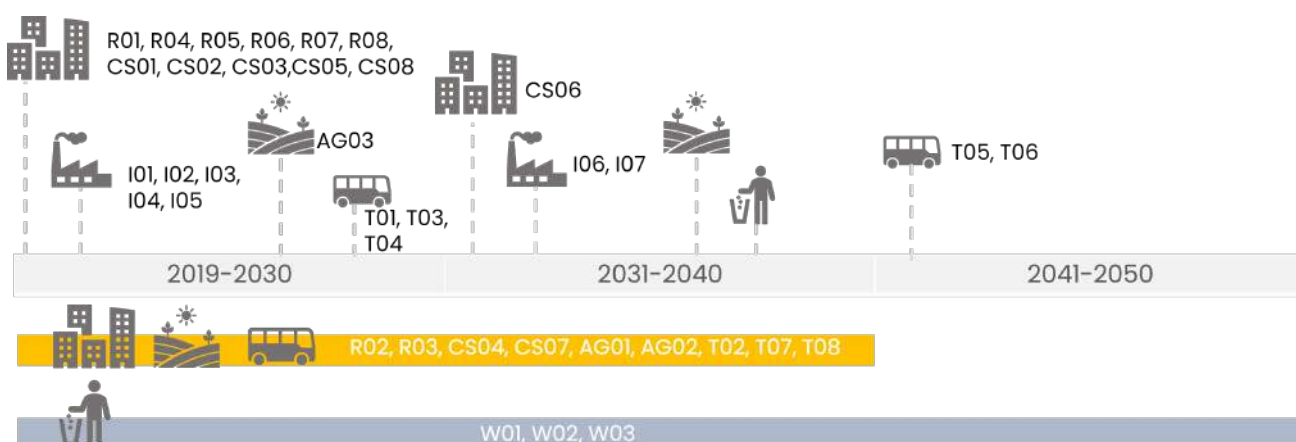 R01, R04, R05, R06, R07, R08,
CS01, CS02, CS03,CS05, CS08
CS06
AG03
I01, I02, I03,
I04, I05
I06, I07
T05, T06
T01, T03,
T04
2019-2030
2031-2040
2041-2050
R02, R03, CS04, CS07, AG01, AG02, T02, T07, T08
W01, W02, W03